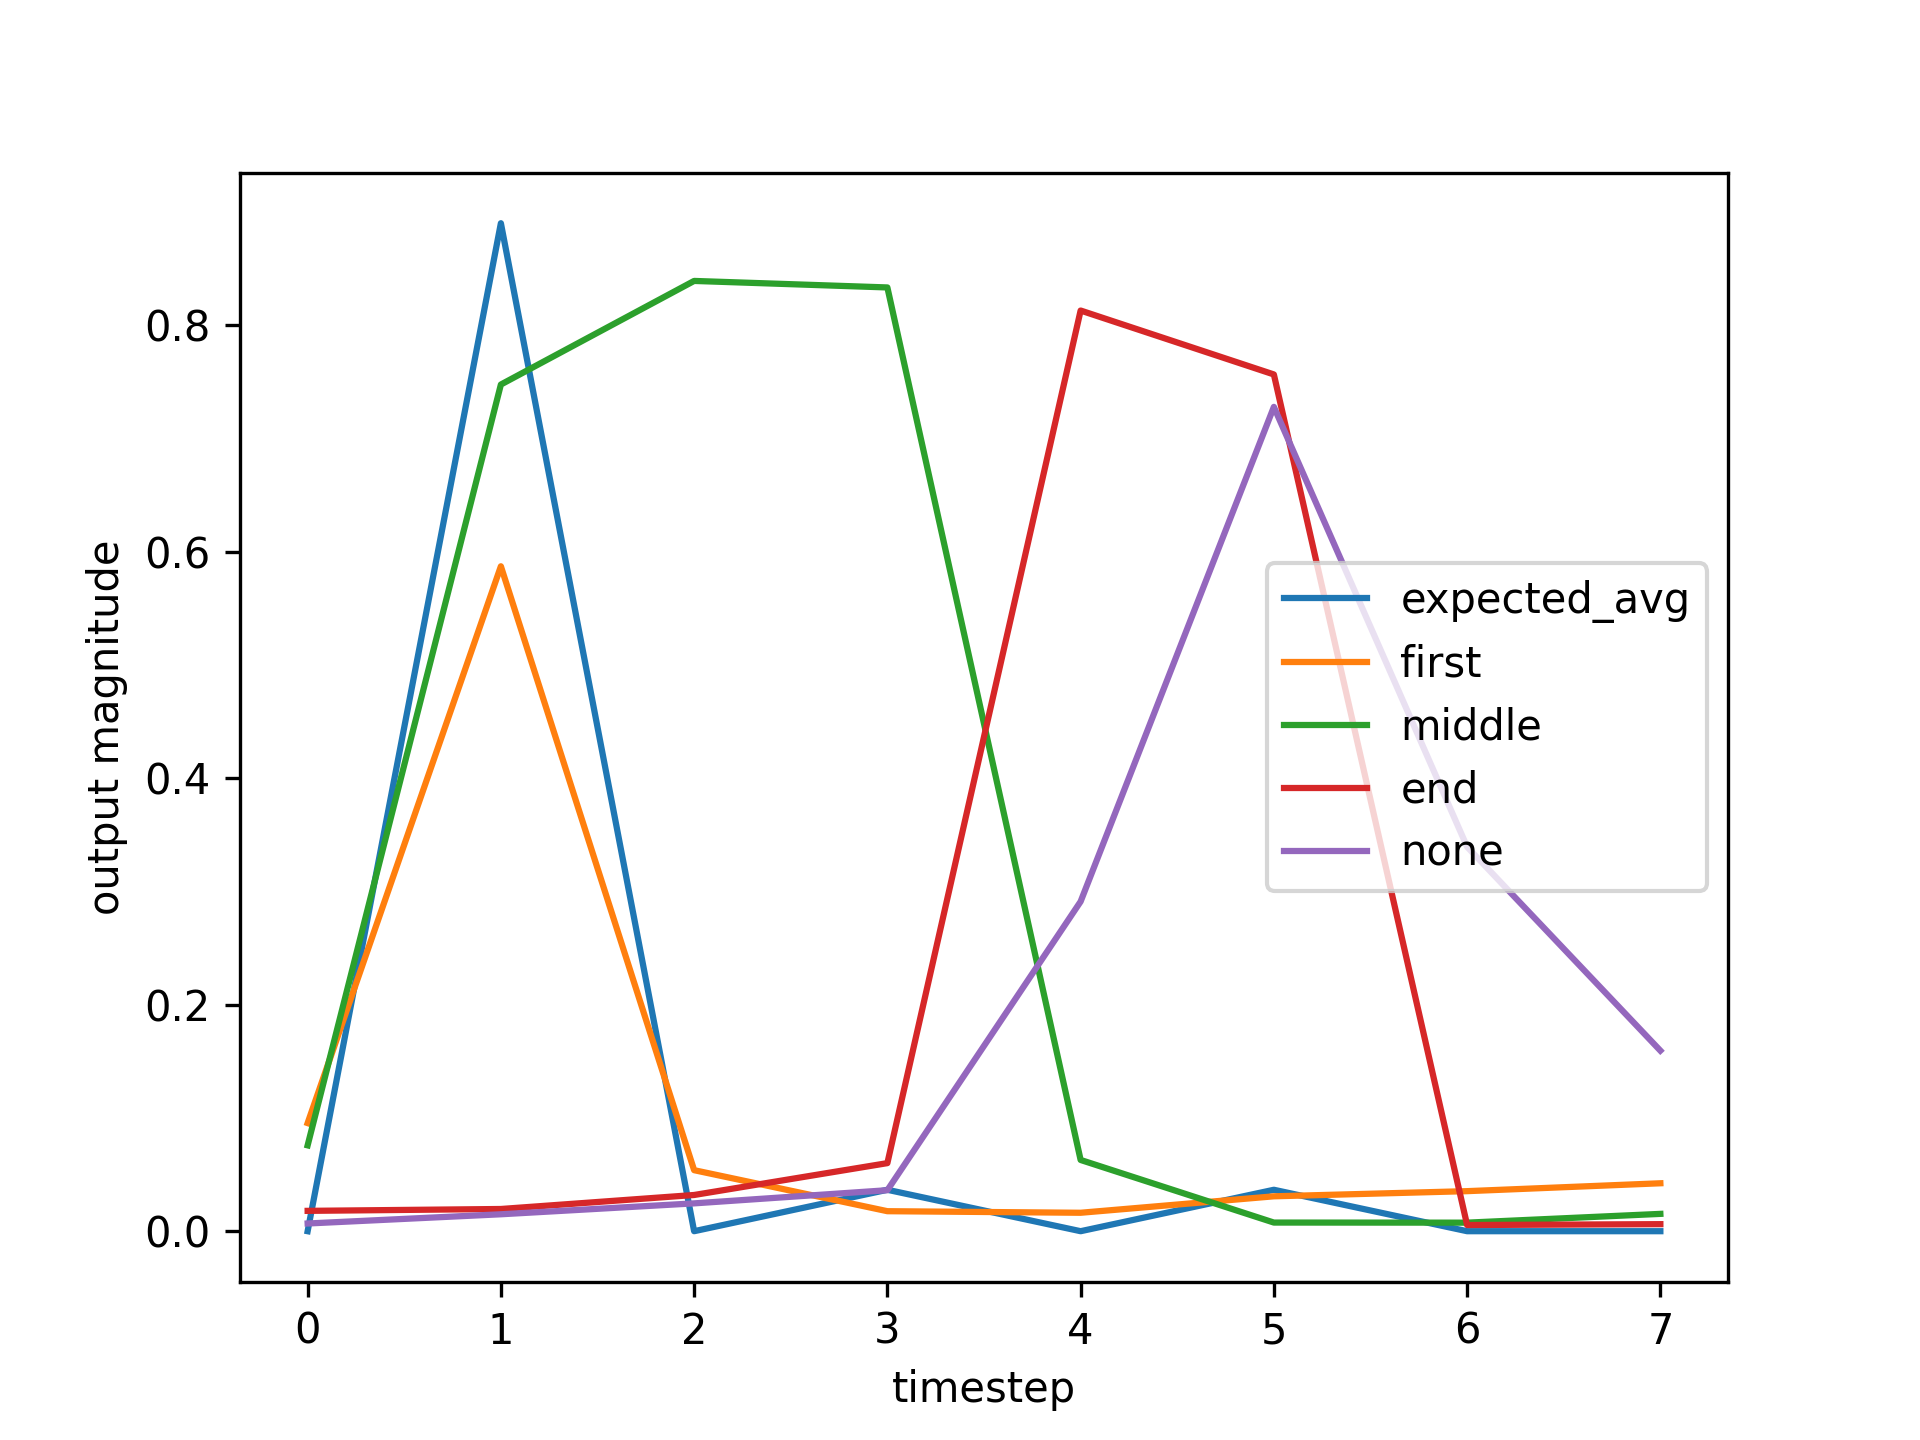 output magnitude
0.8
0.6
0.4
0.2
0.0
expected_avg
first
middle
end
none
0 1 2 3 4 5 6 7
timestep